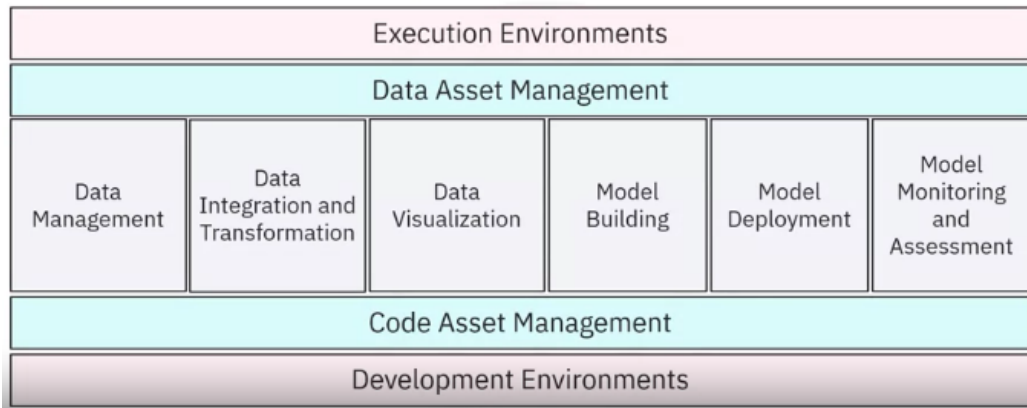 Execution Environments
Data Asset Management
Data
Management
Data
Integration and
Transformation
Data
Visualization
Model
Building
Model
Deployment
Model
Monitoring
and
Assessment
Code Asset Management
Development Environments